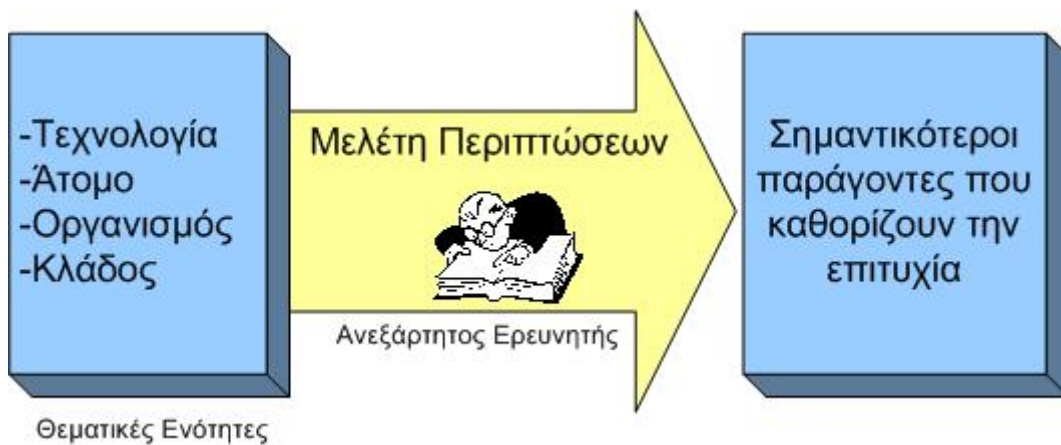 -Τεχνολογία
-Άτομο
-Οργανισμός
-Κλάδος
Θεματικές Ενότητες
Μελέτη Περιπτώσεων
Ανεξάρτητος Ερευνητής
Σημαντικότεροι
παράγοντες που
καθορίζουν την
επιτυχία